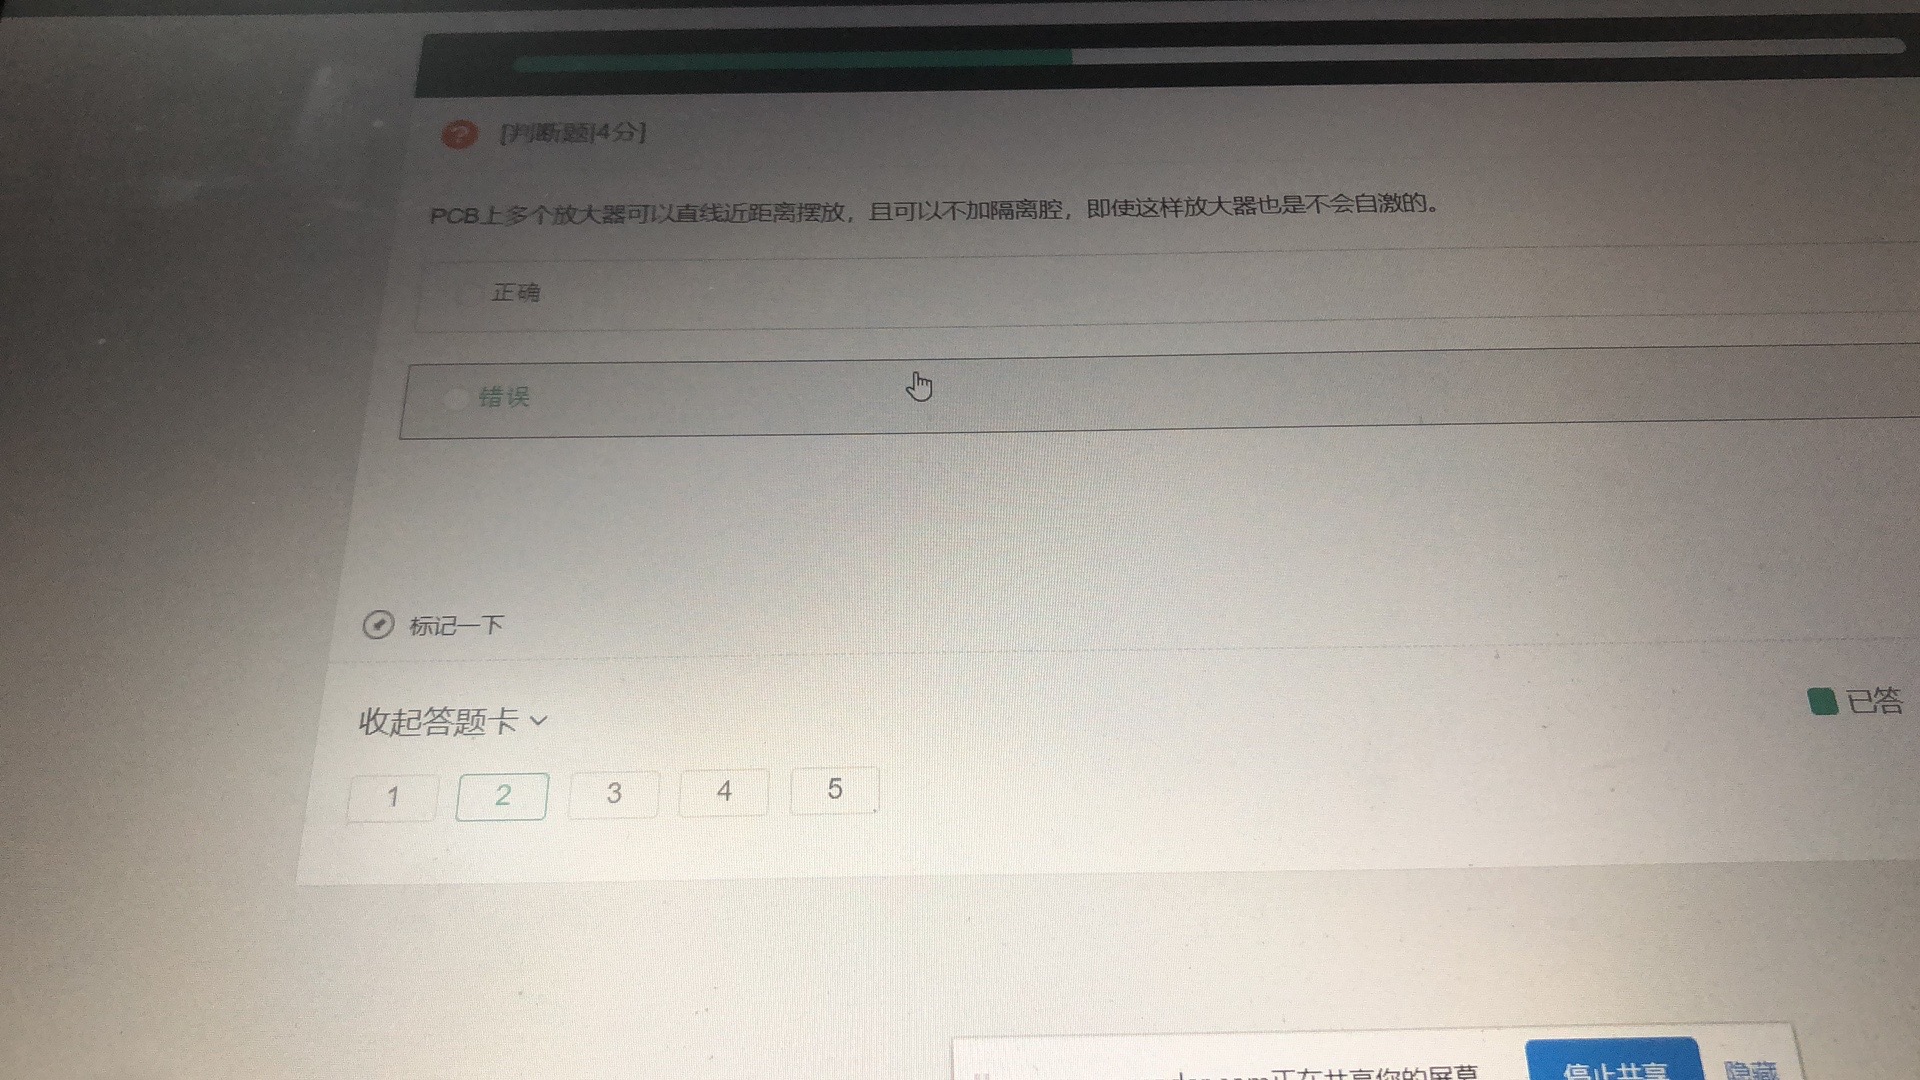 [判断题|4分]
PCB上多个放大器可以直线近距离摆放，且可以不加隔离腔，即使这样放大器也是不会自激的。
正确
错误
标记一下
收起答题卡
已答
1 2 3 4 5
正在共享您的屏幕 停止共享 隐藏